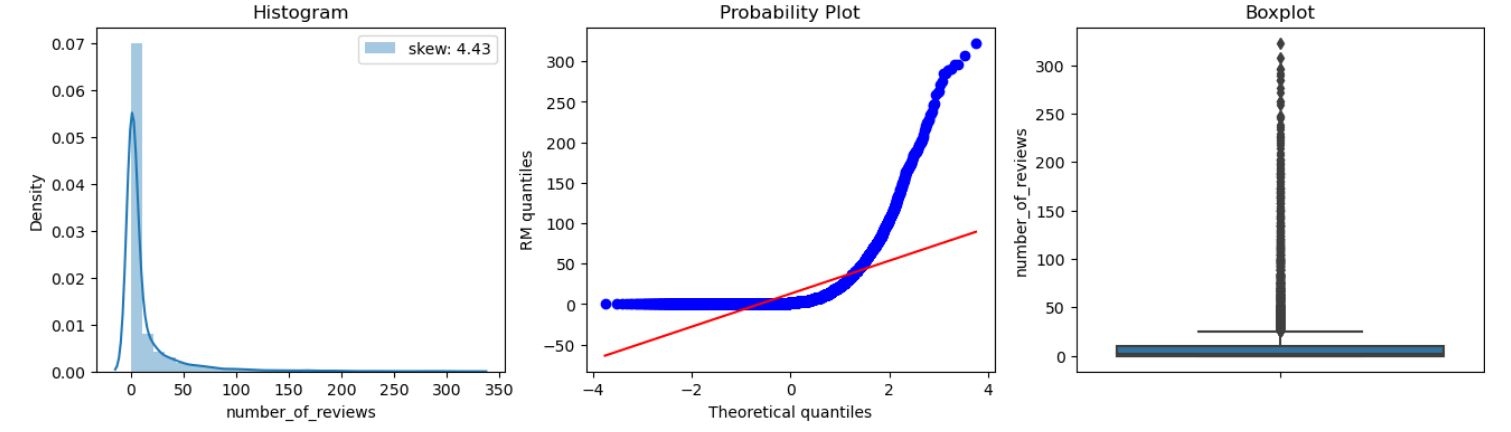 Histogram
skew: 4.43
0.07
0.06
0.05
0.04
0.03
0.02
0.01
0.00
Density
0 50 100 150 200 250 300 350
number_of_reviews
Probability Plot
300
250
200
150
100
50
0
−50
RM quantiles
−4 −2 0 2 4
Theoretical quantiles
Boxplot
300
250
200
150
100
50
0
number_of_reviews